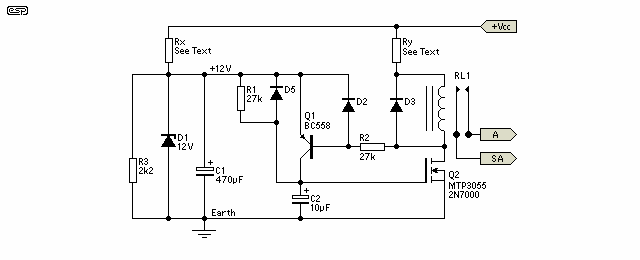 esp
+Vcc
Rx
See Text
Ry
See Text
+12V
RL1
R1
27k
D5
D2
D3
Q1
BC558
A
D1
12V
R2
27k
SA
R3
2k2
C1
470µF
Q2
MTP3055
2N7000
C2
10µF
Earth